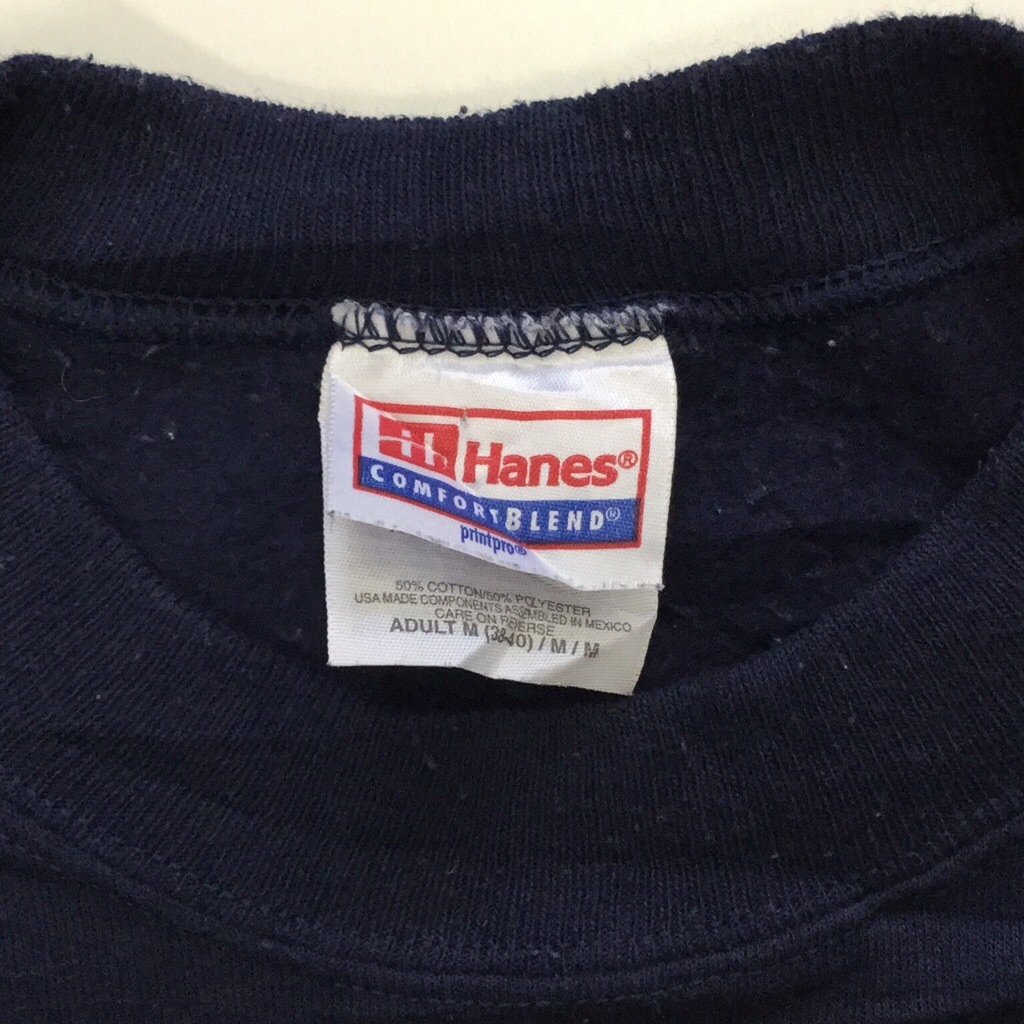 H Hanes®
COMFORTBLEND®
printpro®
50% COTTON/50% POLYESTER
USA MADE COMPONENTS ASSEMBLED IN MEXICO
CARE ON REVERSE
ADULT M (38-40) / M / M